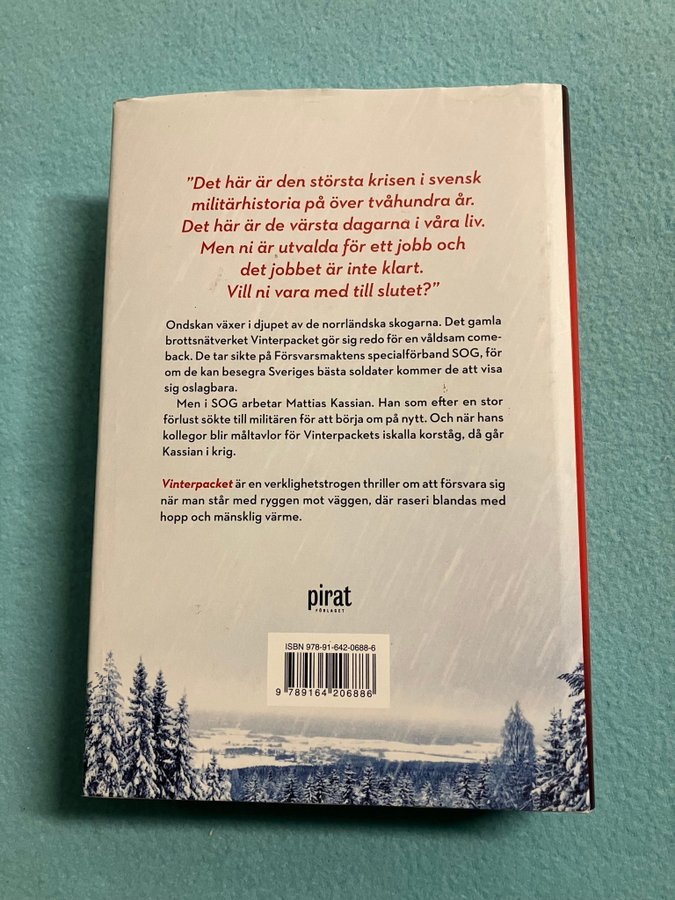 ”Det här är den största krisen i svensk
militärhistoria på över tvåhundra år.
Det här är de värsta dagarna i våra liv.
Men ni är utvalda för ett jobb och
det jobbet är inte klart.
Vill ni vara med till slutet?”
Ondskan växer i djupet av de norrländska skogarna. Det gamla
brottsnätverket Vinterpacket gör sig redo för en våldsam come-
back. De tar sikte på Försvarsmaktens specialförband SOG, för
om de kan besegra Sveriges bästa soldater kommer de att visa
sig oslagbara.
Men i SOG arbetar Mattias Kassian. Han som efter en stor
förlust sökte till militären för att börja om på nytt. Och när hans
kollegor blir måltavlor för Vinterpackets iskalla korståg, då går
Kassian i krig.
Vinterpacket är en verklighetstrogen thriller om att försvara sig
när man står med ryggen mot väggen, där raseri blandas med
hopp och mänsklig värme.
pirat
FÖRLAGET
ISBN 978-91-642-0688-6
9 789164 206886